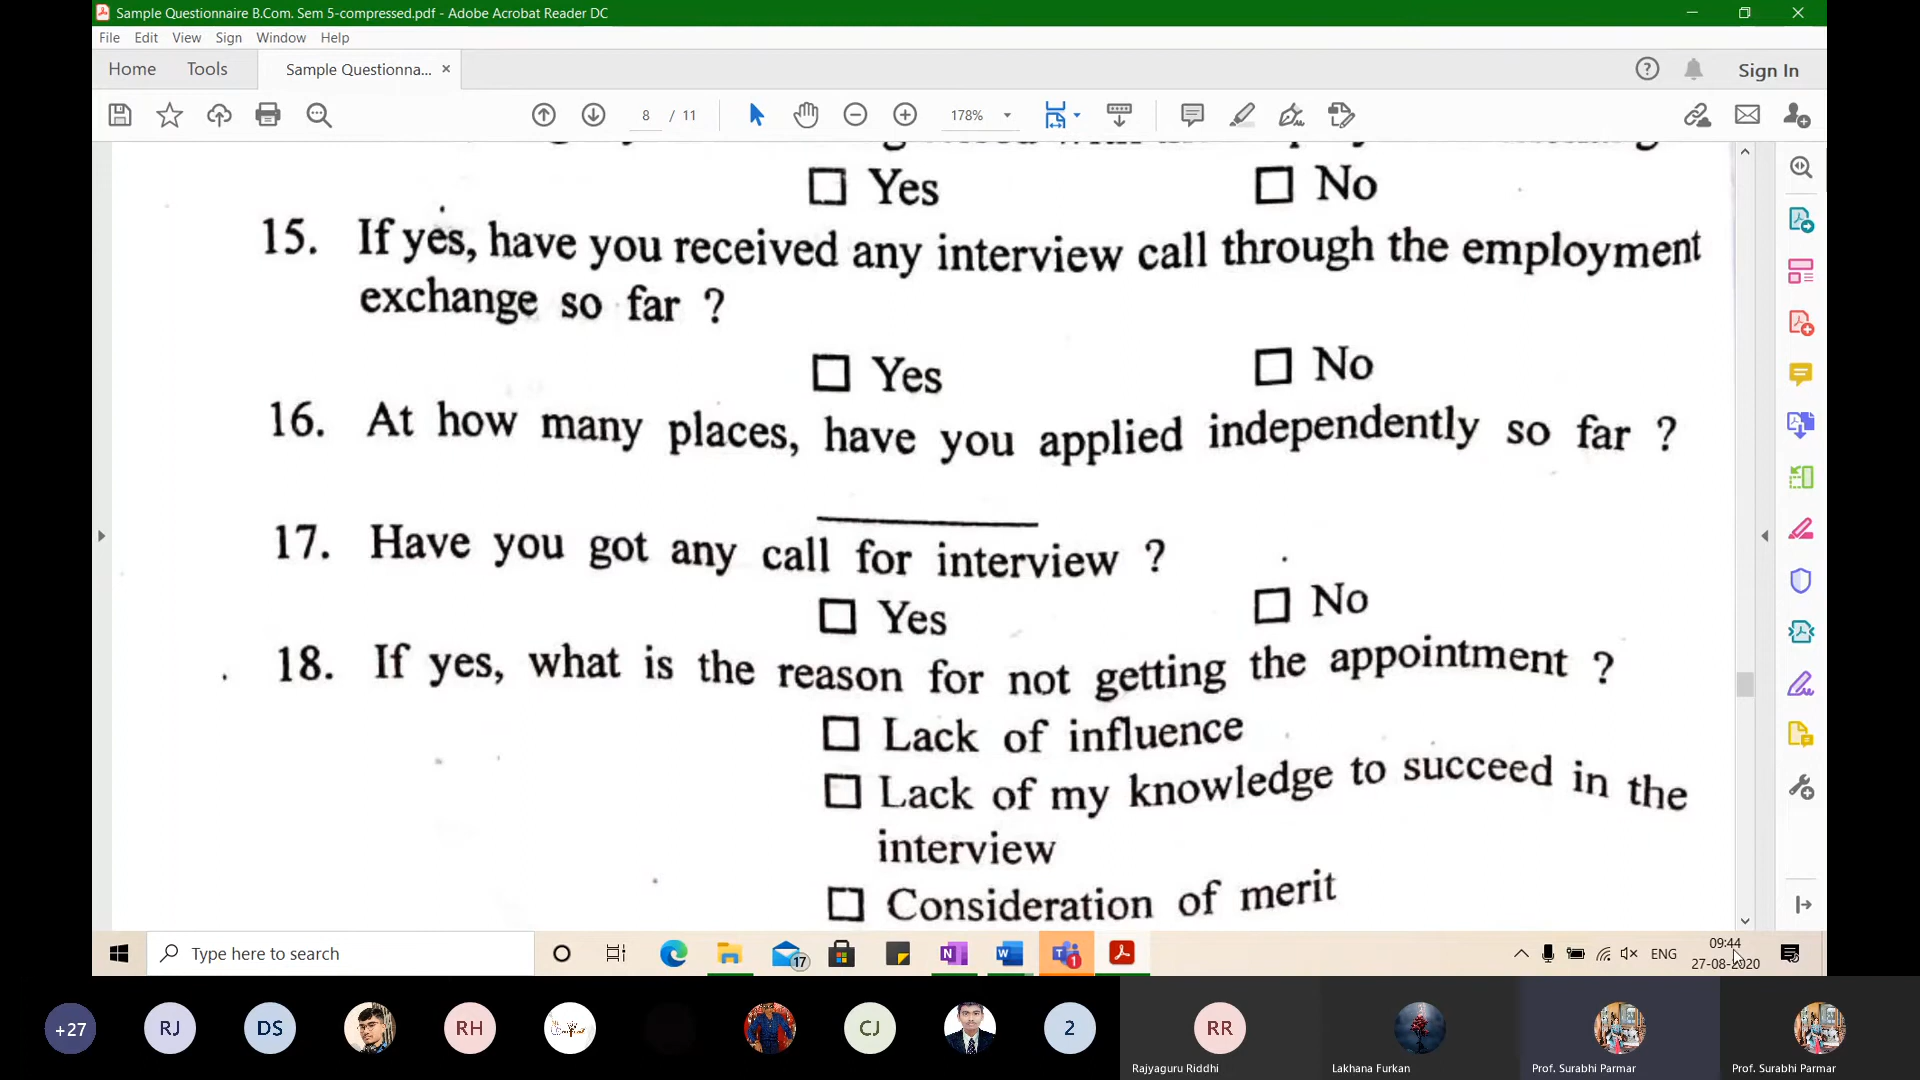 Sample Questionnaire B.Com. Sem 5-compressed.pdf - Adobe Acrobat Reader DC
File Edit View Sign Window Help
Home Tools Sample Questionna... × Sign In
8 / 11 178%
Yes No
15. If yes, have you received any interview call through the employment
exchange so far ?
Yes No
16. At how many places, have you applied independently so far ?
17. Have you got any call for interview ?
Yes No
18. If yes, what is the reason for not getting the appointment ?
Lack of influence
Lack of my knowledge to succeed in the
interview
Consideration of merit
Type here to search 17 1 ENG 09:44
27-08-2020
+27 RJ DS RH CJ 2 RR
Rajyaguru Riddhi Lakhana Furkan Prof. Surabhi Parmar Prof. Surabhi Parmar